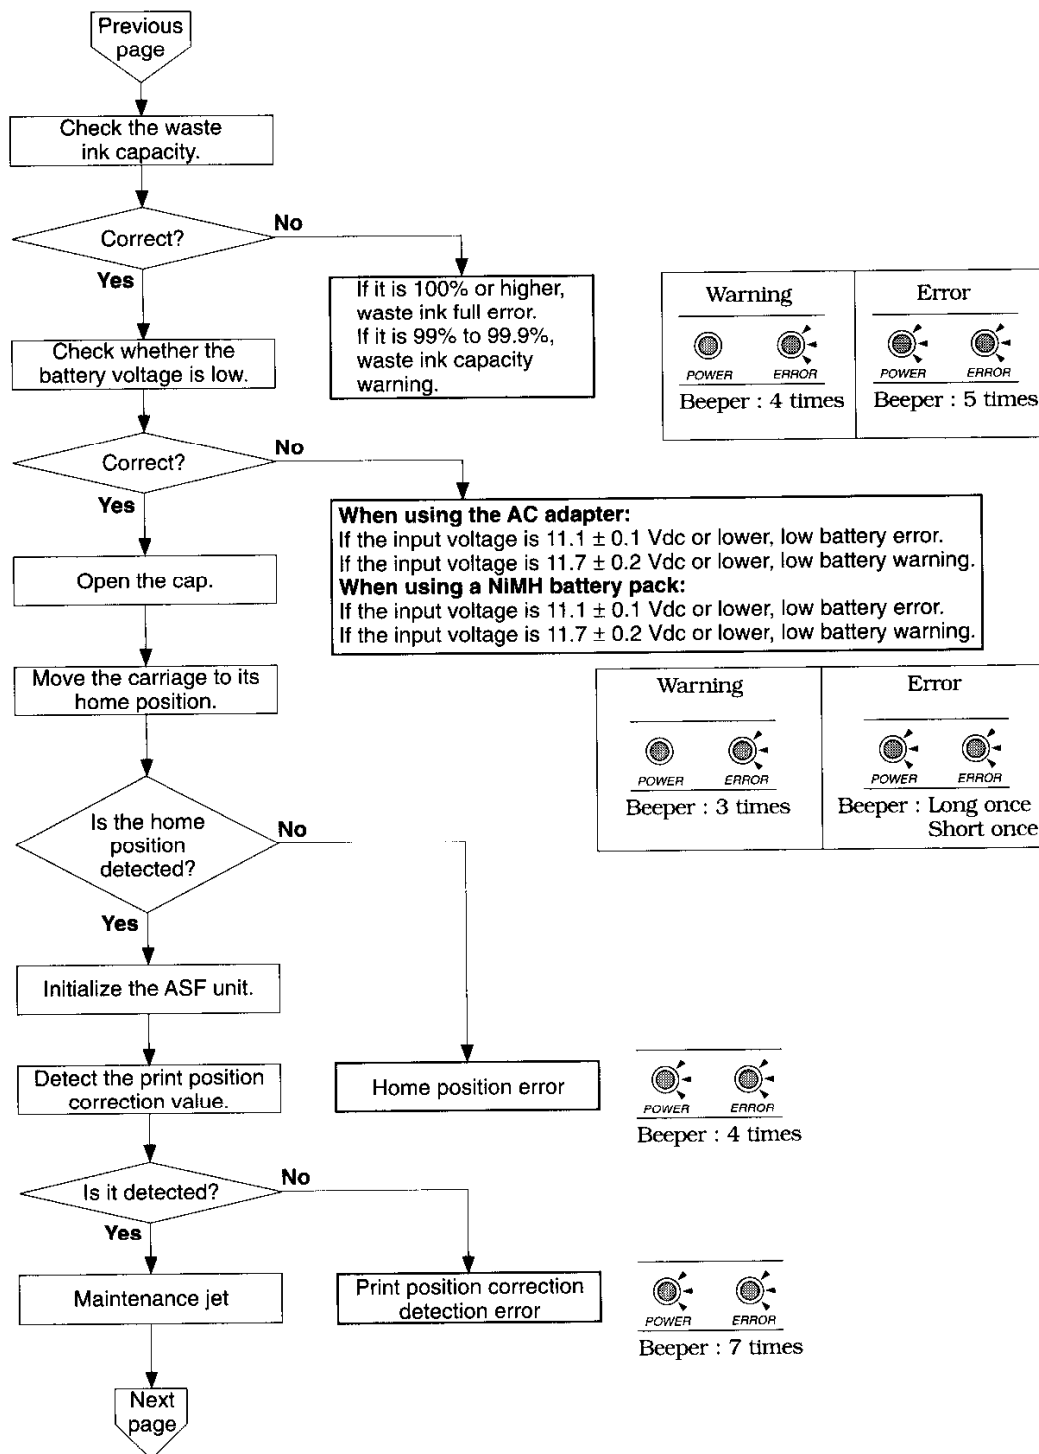 Previous
page
Check the waste
ink capacity.
Correct?
No
Yes
If it is 100% or higher,
waste ink full error.
If it is 99% to 99.9%,
waste ink capacity
warning.
Warning
Error
POWER
ERROR
POWER
ERROR
Beeper : 4 times
Beeper : 5 times
Check whether the
battery voltage is low.
Correct?
No
Yes
When using the AC adapter:
If the input voltage is 11.1 ± 0.1 Vdc or lower, low battery error.
If the input voltage is 11.7 ± 0.2 Vdc or lower, low battery warning.
When using a NiMH battery pack:
If the input voltage is 11.1 ± 0.1 Vdc or lower, low battery error.
If the input voltage is 11.7 ± 0.2 Vdc or lower, low battery warning.
Open the cap.
Move the carriage to its
home position.
Warning
Error
POWER
ERROR
POWER
ERROR
Beeper : 3 times
Beeper : Long once
Short once
Is the home
position
detected?
No
Yes
Initialize the ASF unit.
Detect the print position
correction value.
Home position error
POWER
ERROR
Beeper : 4 times
Is it detected?
No
Yes
Maintenance jet
Print position correction
detection error
POWER
ERROR
Beeper : 7 times
Next
page